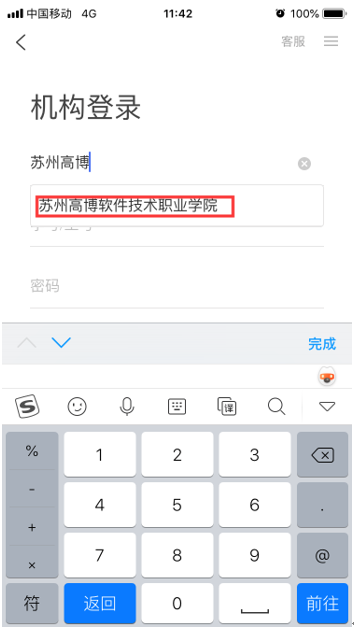 中国移动 4G 11:42 100%
客服
机构登录
苏州高博
苏州高博软件技术职业学院
密码
完成
译
% 1 2 3
- 4 5 6 .
+
7 8 9 @
×
符 返回 0 前往